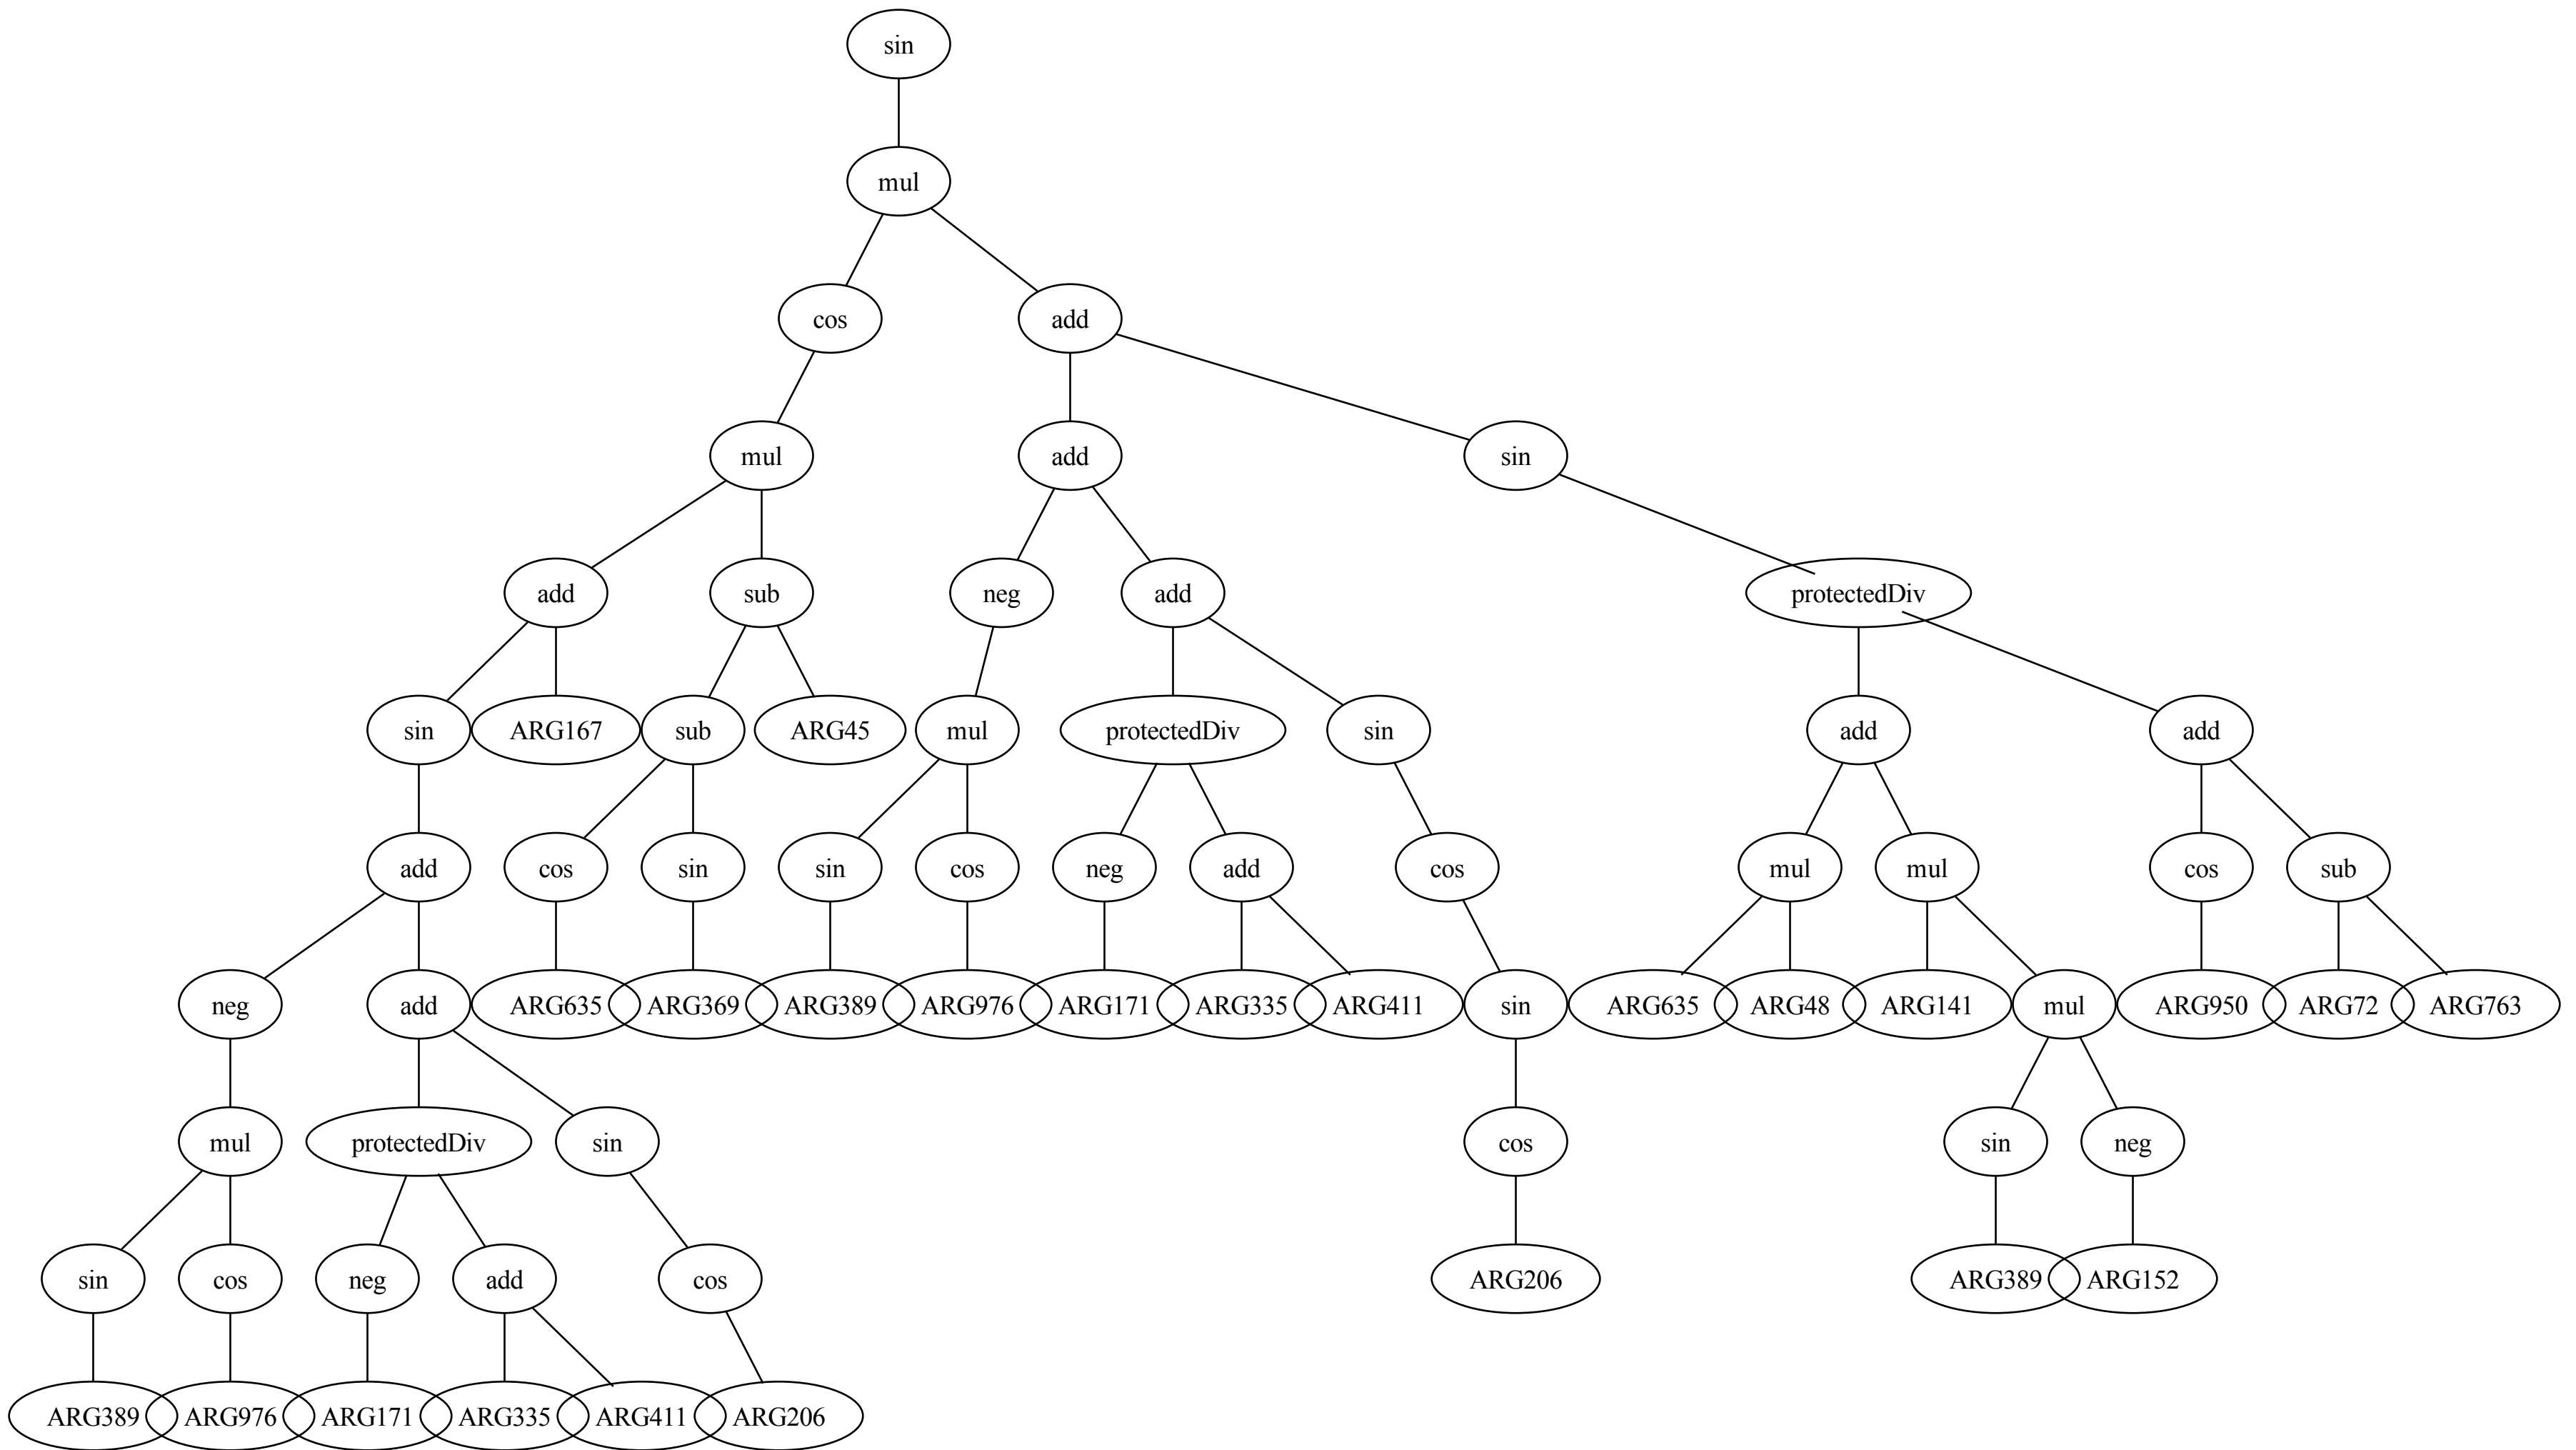 sin
mul
cos add
mul add sin
add sub neg add protectedDiv
sin ARG167 sub ARG45 mul protectedDiv sin add add
add cos sin sin cos neg add cos mul mul cos sub
neg add ARG635 ARG369 ARG389 ARG976 ARG171 ARG335 ARG411 sin ARG635 ARG48 ARG141 mul ARG950 ARG72 ARG763
mul protectedDiv sin cos sin neg
sin cos neg add cos ARG206 ARG389 ARG152
ARG389 ARG976 ARG171 ARG335 ARG411 ARG206